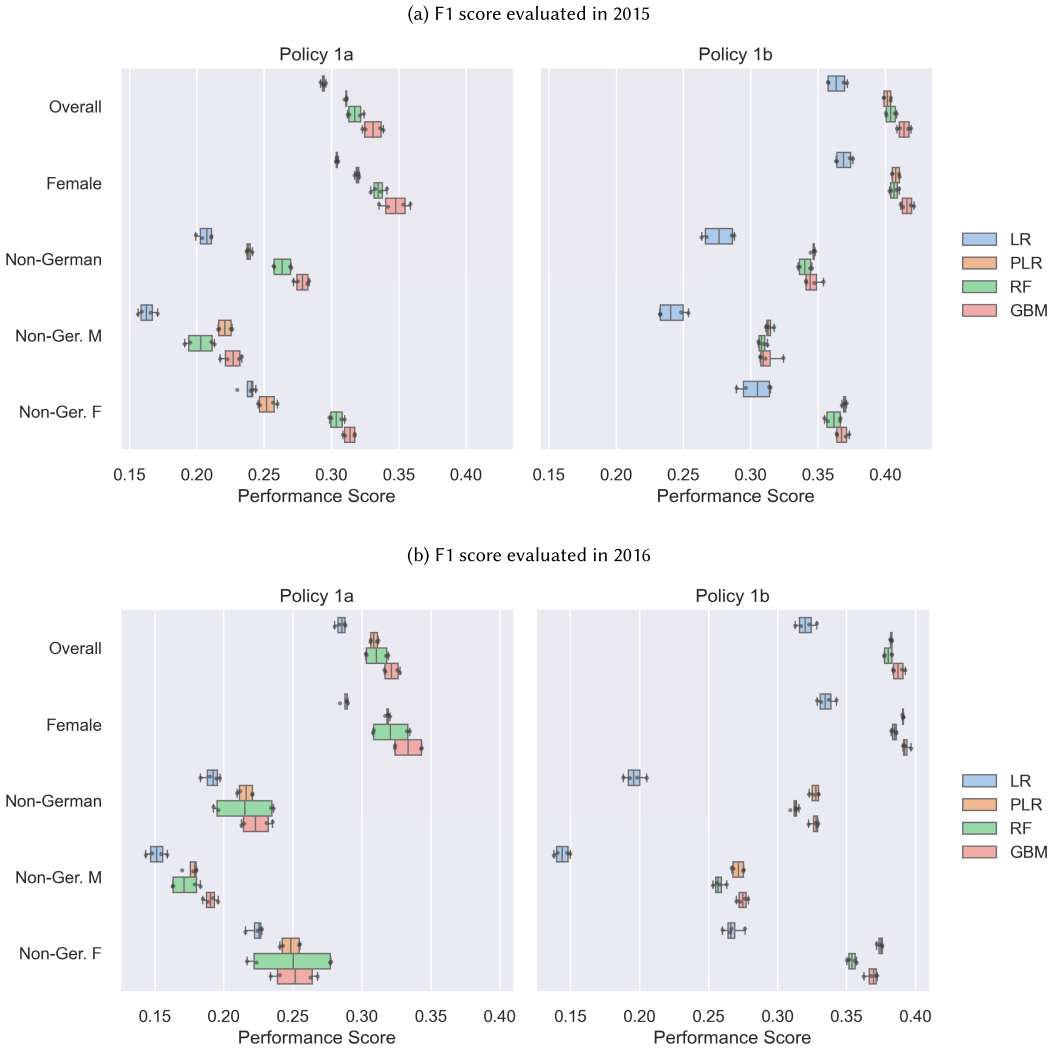 (a) F1 score evaluated in 2015
Policy 1a
Policy 1b
Overall
Female
Non-German
Non-Ger. M
Non-Ger. F
LR
PLR
RF
GBM
0.15 0.20 0.25 0.30 0.35 0.40
0.15 0.20 0.25 0.30 0.35 0.40
Performance Score
Performance Score
(b) F1 score evaluated in 2016
Policy 1a
Policy 1b
Overall
Female
Non-German
Non-Ger. M
Non-Ger. F
LR
PLR
RF
GBM
0.15 0.20 0.25 0.30 0.35 0.40
0.15 0.20 0.25 0.30 0.35 0.40
Performance Score
Performance Score